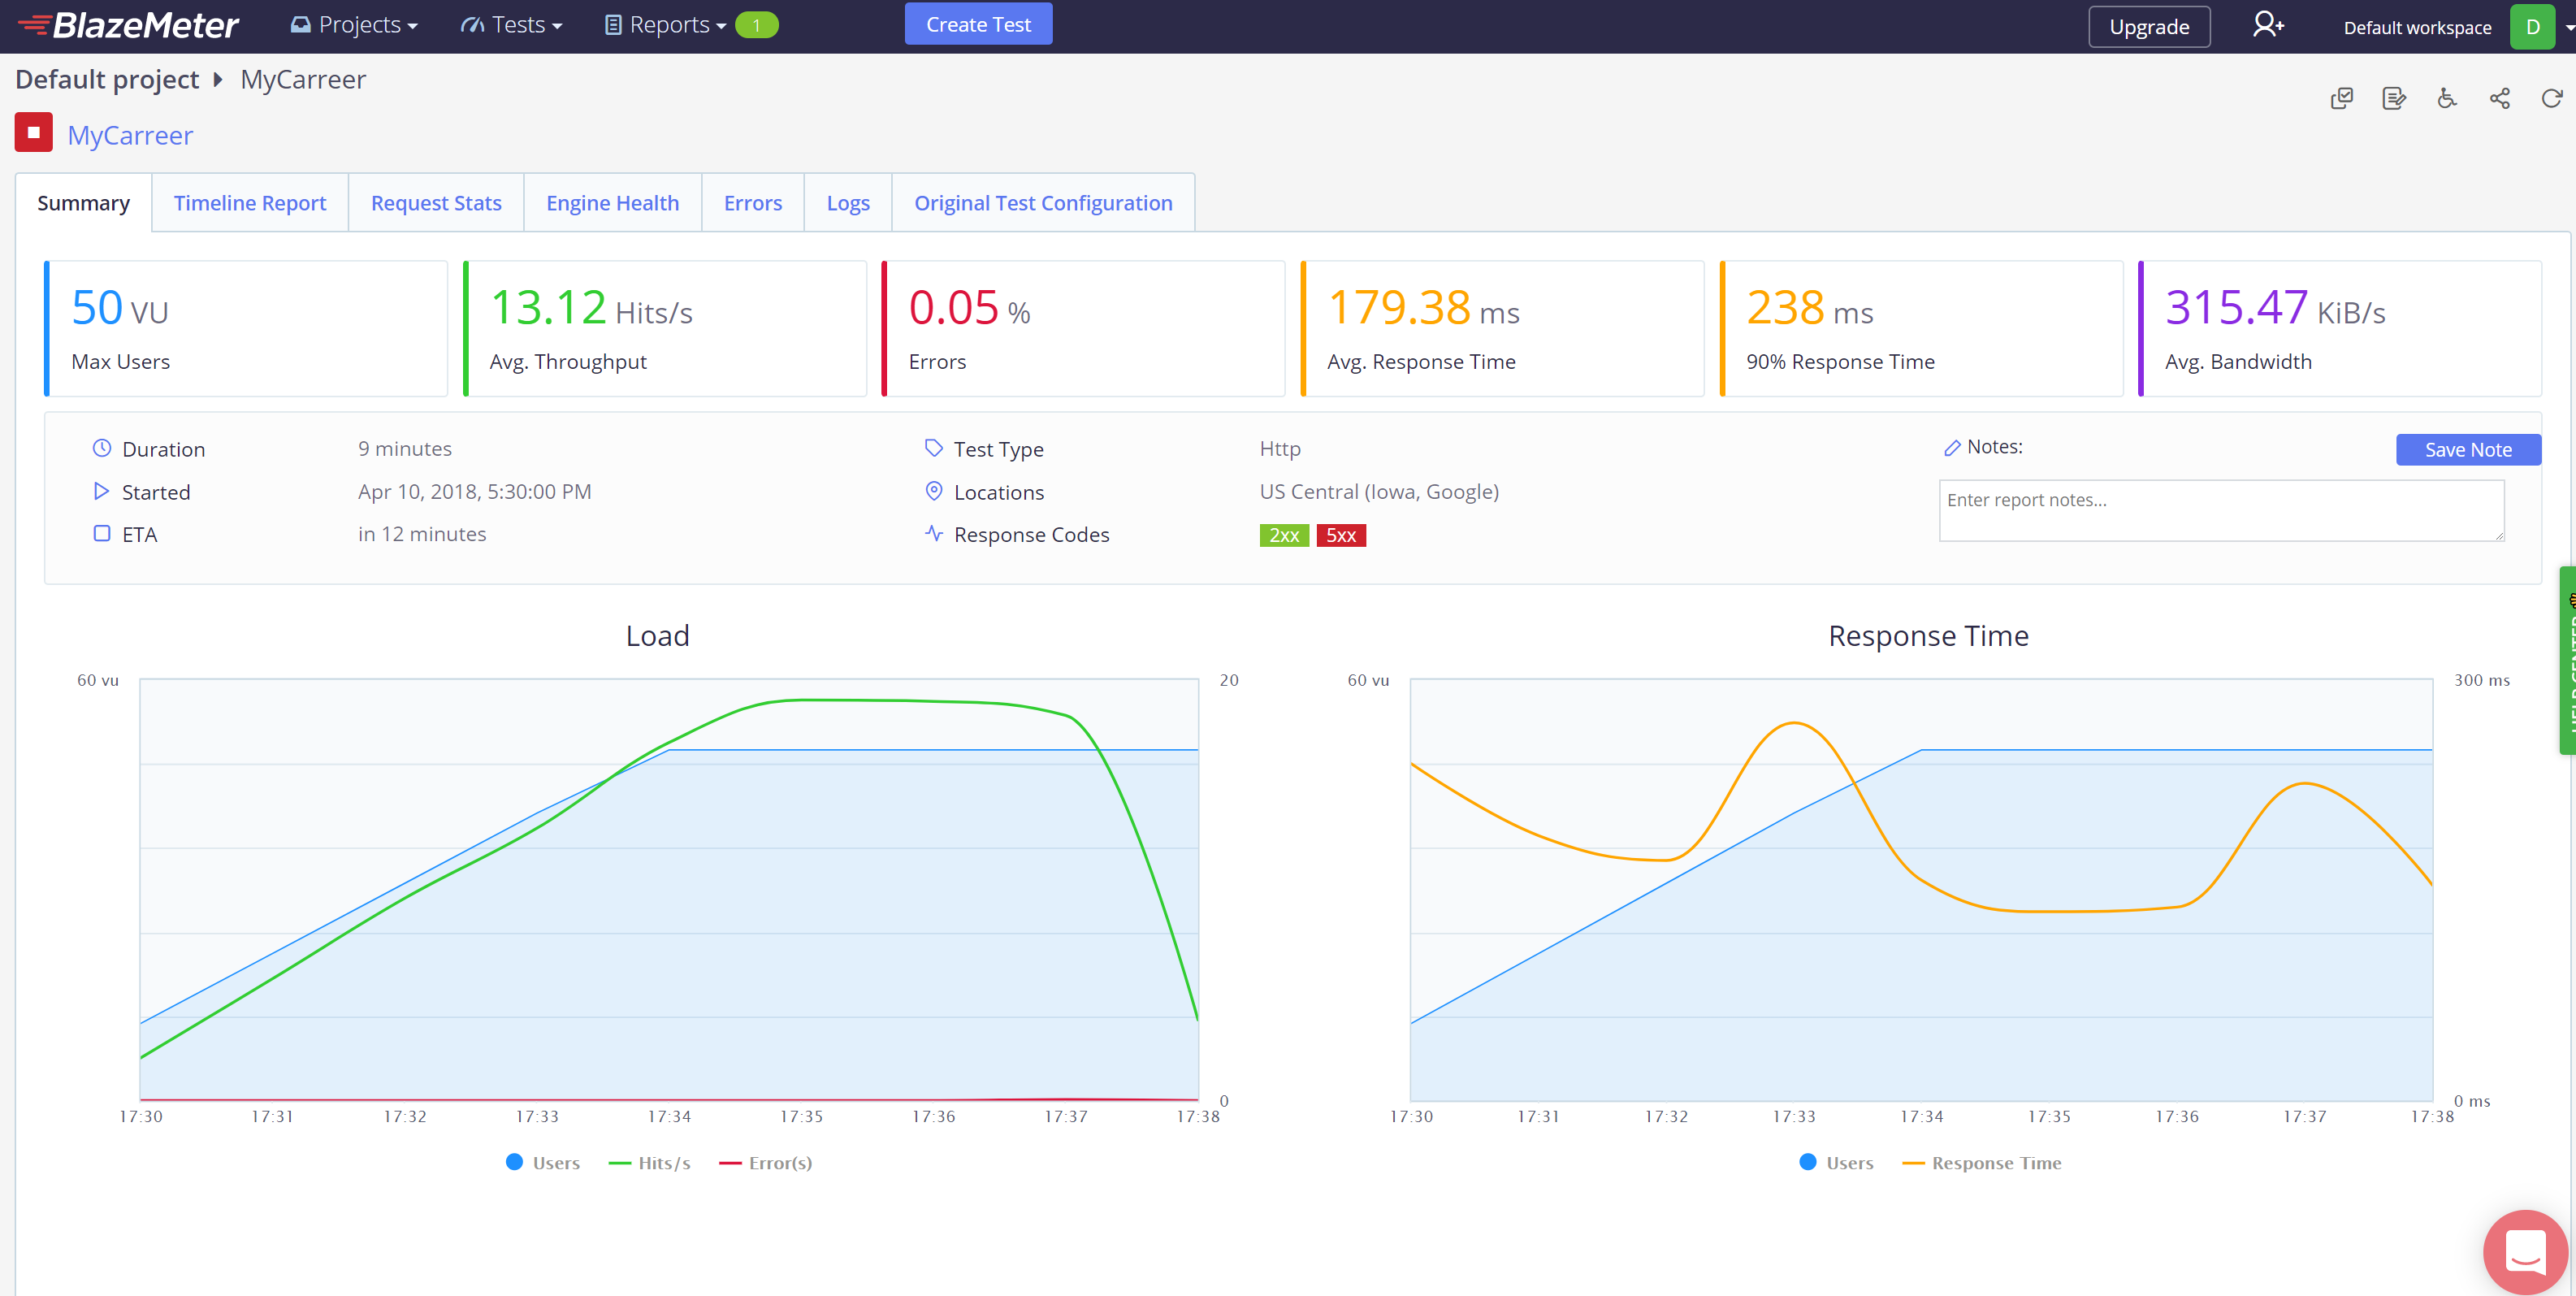 BlazeMeter Projects Tests Reports 1 Create Test Upgrade Default workspace D
Default project MyCarreer
MyCarreer
Summary Timeline Report Request Stats Engine Health Errors Logs Original Test Configuration
50 VU 13.12 Hits/s 0.05 % 179.38 ms 238 ms 315.47 KiB/s
Max Users Avg. Throughput Errors Avg. Response Time 90% Response Time Avg. Bandwidth
Duration 9 minutes Test Type Http Notes: Save Note
Started Apr 10, 2018, 5:30:00 PM Locations US Central (Iowa, Google) Enter report notes...
ETA in 12 minutes Response Codes 2xx 5xx
Load Response Time
60 vu 20 60 vu 300 ms
0 0 ms
17:30 17:31 17:32 17:33 17:34 17:35 17:36 17:37 17:38 17:30 17:31 17:32 17:33 17:34 17:35 17:36 17:37 17:38
Users Hits/s Error(s) Users Response Time